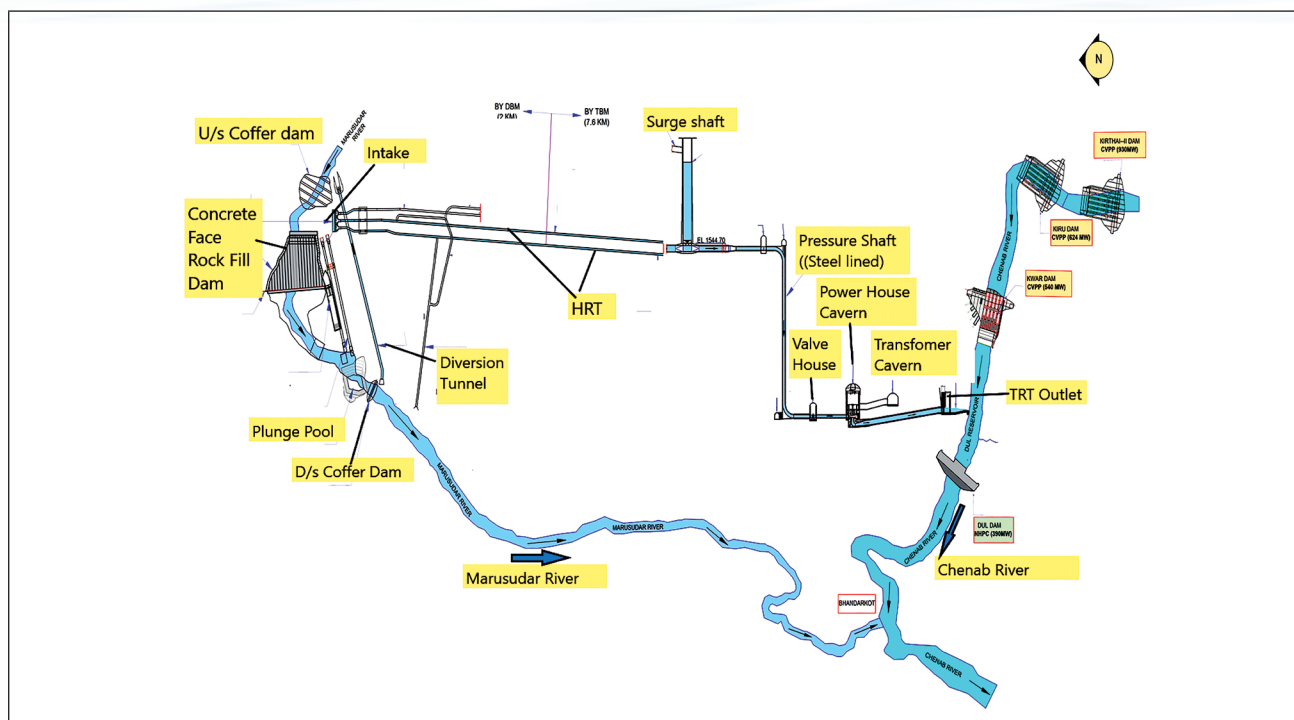 N
BY DBM
(2 KM)
BY TBM
(7.6 KM)
Surge shaft
U/s Coffer dam
MARUSUDAR
RIVER
Intake
KIRTHAI-II DAM
CVPP (930MW)
Concrete
Face
Rock Fill
Dam
KIRU DAM
CVPP (624 MW)
EL 1544.70
Pressure Shaft
((Steel lined)
CHENAB RIVER
KWAR DAM
CVPP (540 MW)
HRT
Power House
Cavern
Valve
House
Transfomer
Cavern
Diversion
Tunnel
TRT Outlet
Plunge Pool
DUL RESERVOIR
D/s Coffer Dam
MARUSUDAR RIVER
MARUSUDAR RIVER
DUL DAM
NHPC (390MW)
CHENAB RIVER
Marusudar River
Chenab River
BHANDARKOT
CHENAB RIVER